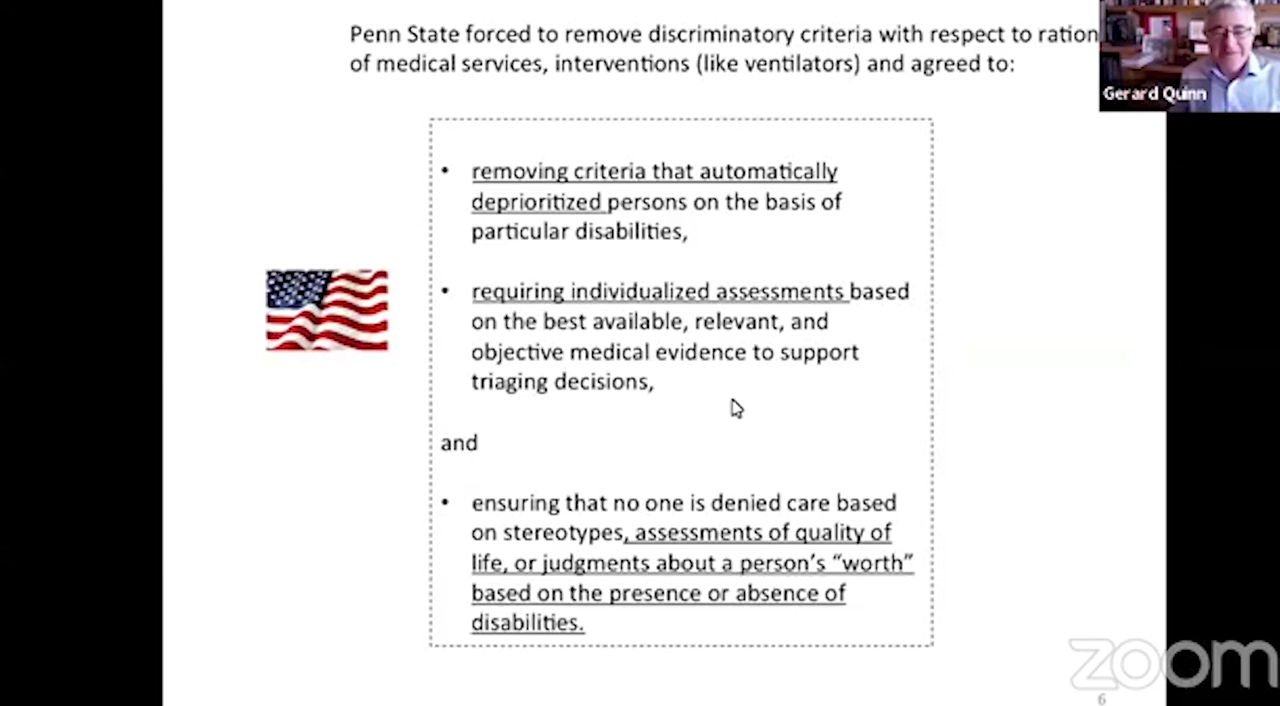 Penn State forced to remove discriminatory criteria with respect to ration
of medical services, interventions (like ventilators) and agreed to:
Gerard Quinn
• removing criteria that automatically
deprioritized persons on the basis of
particular disabilities,
• requiring individualized assessments based
on the best available, relevant, and
objective medical evidence to support
triaging decisions,
and
• ensuring that no one is denied care based
on stereotypes, assessments of quality of
life, or judgments about a person's “worth”
based on the presence or absence of
disabilities.
zoom
6